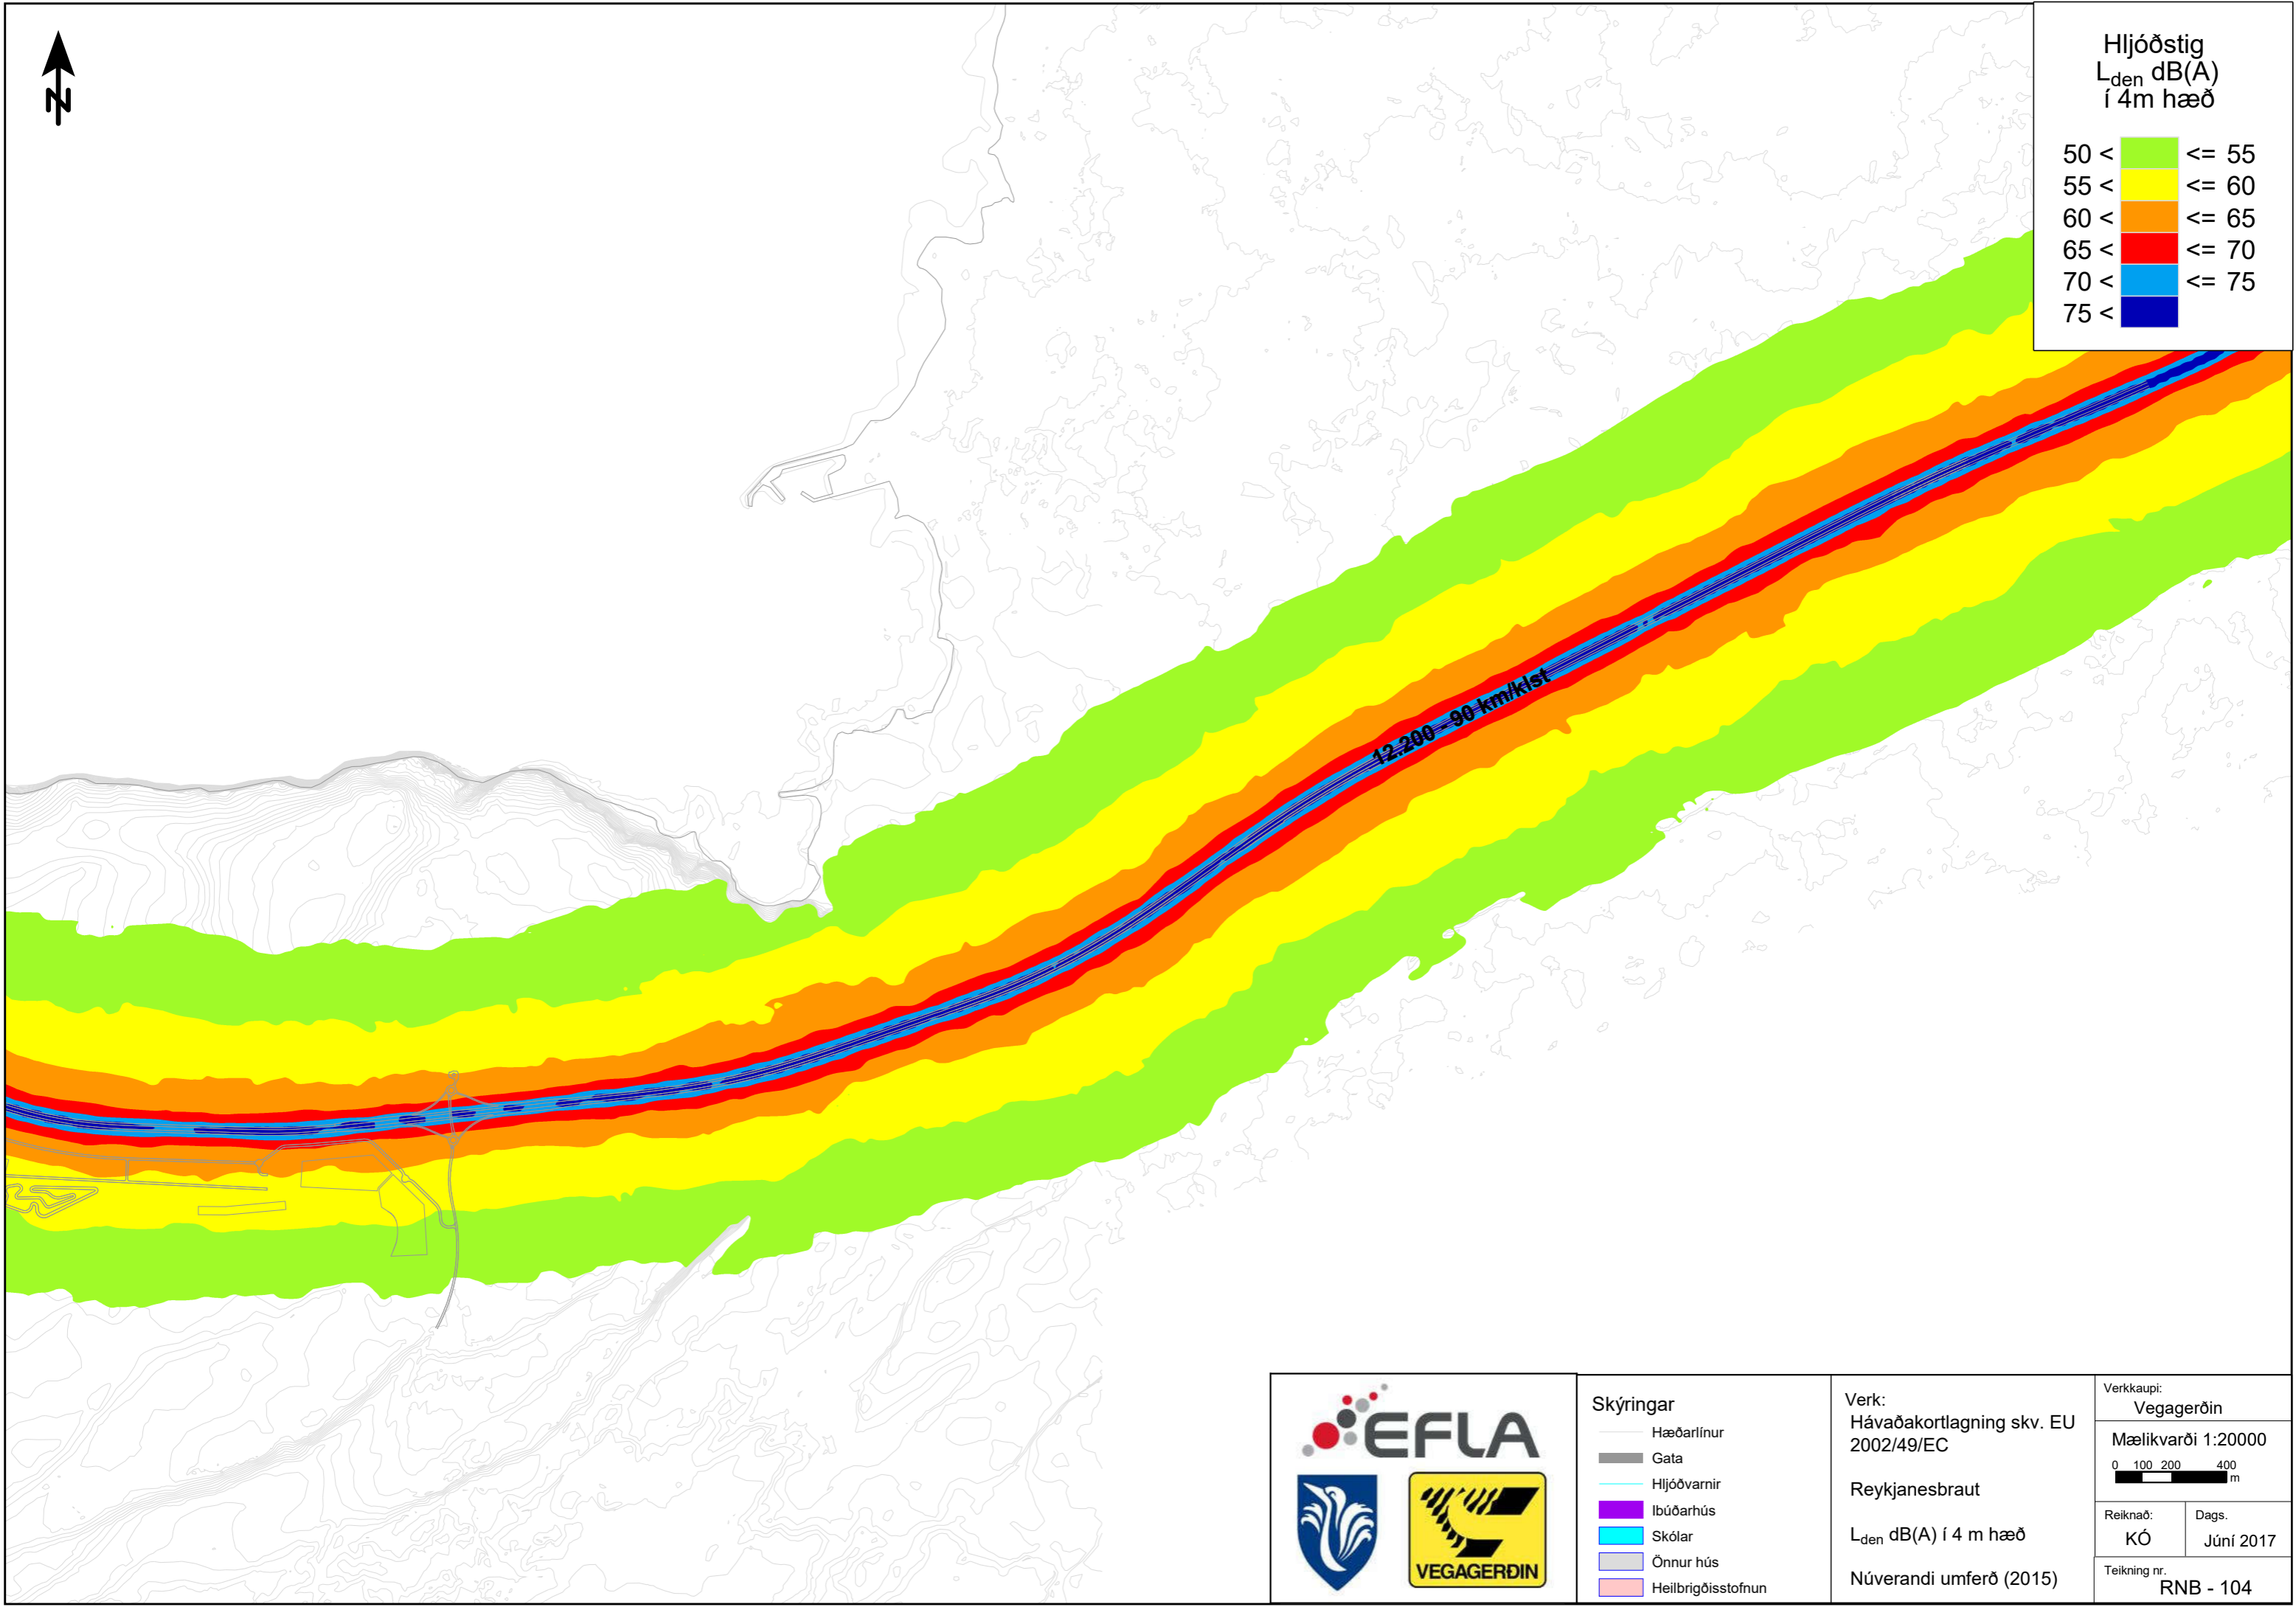 N
Hljóðstig
Lden dB(A)
í 4m hæð
50 < <= 55
55 < <= 60
60 < <= 65
65 < <= 70
70 < <= 75
75 <
12.200 - 90 km/klst
EFLA
VEGAGERÐIN
Skýringar
Hæðarlínur
Gata
Hljóðvarnir
Ibúðarhús
Skólar
Önnur hús
Heilbrigðisstofnun
Verk:
Hávaðakortlagning skv. EU
2002/49/EC
Reykjanesbraut
Lden dB(A) í 4 m hæð
Núverandi umferð (2015)
Verkkaupi:
Vegagerðin
Mælikvarði 1:20000
0 100 200 400
m
Reiknað:
KÓ
Dags.
Júní 2017
Teikning nr.
RNB - 104